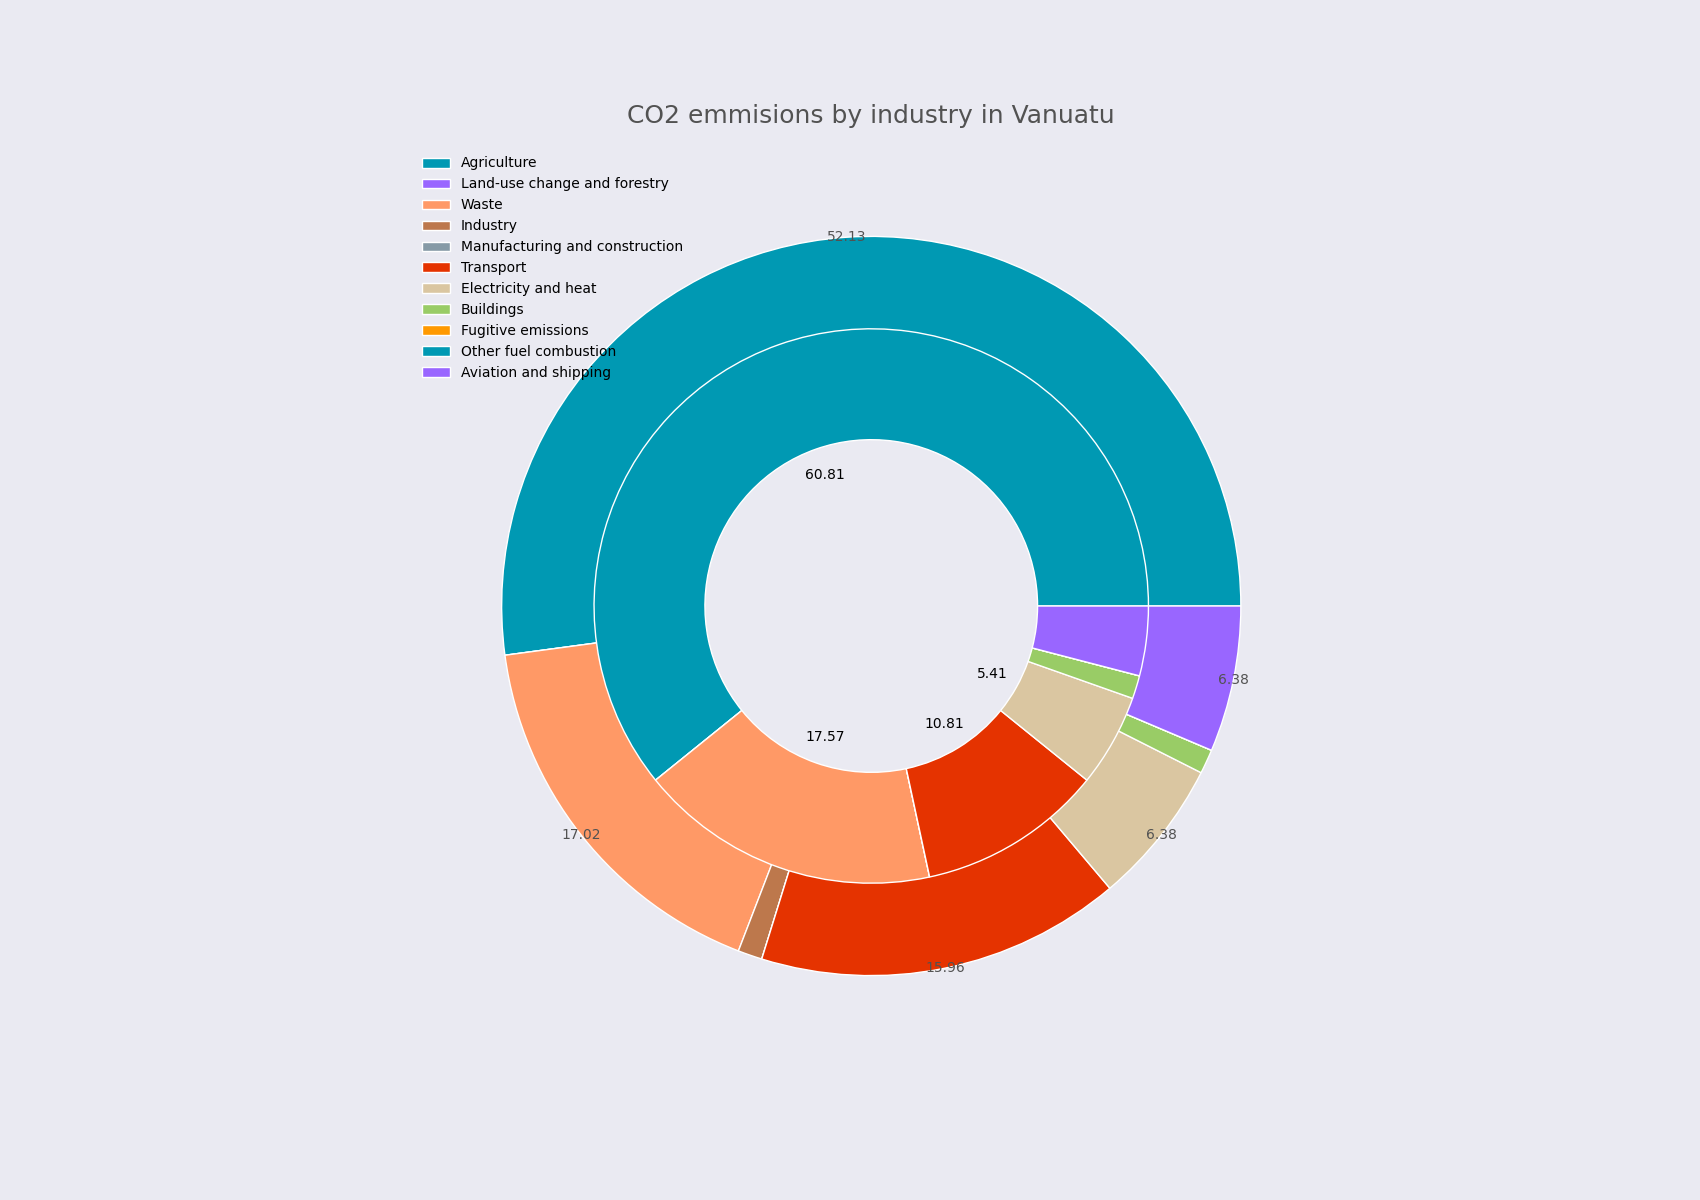 CO2 emmisions by industry in Vanuatu
Agriculture
Land-use change and forestry
Waste
Industry
Manufacturing and construction
Transport
Electricity and heat
Buildings
Fugitive emissions
Other fuel combustion
Aviation and shipping
52.13
60.81
5.41
6.38
10.81
17.57
17.02
6.38
15.96